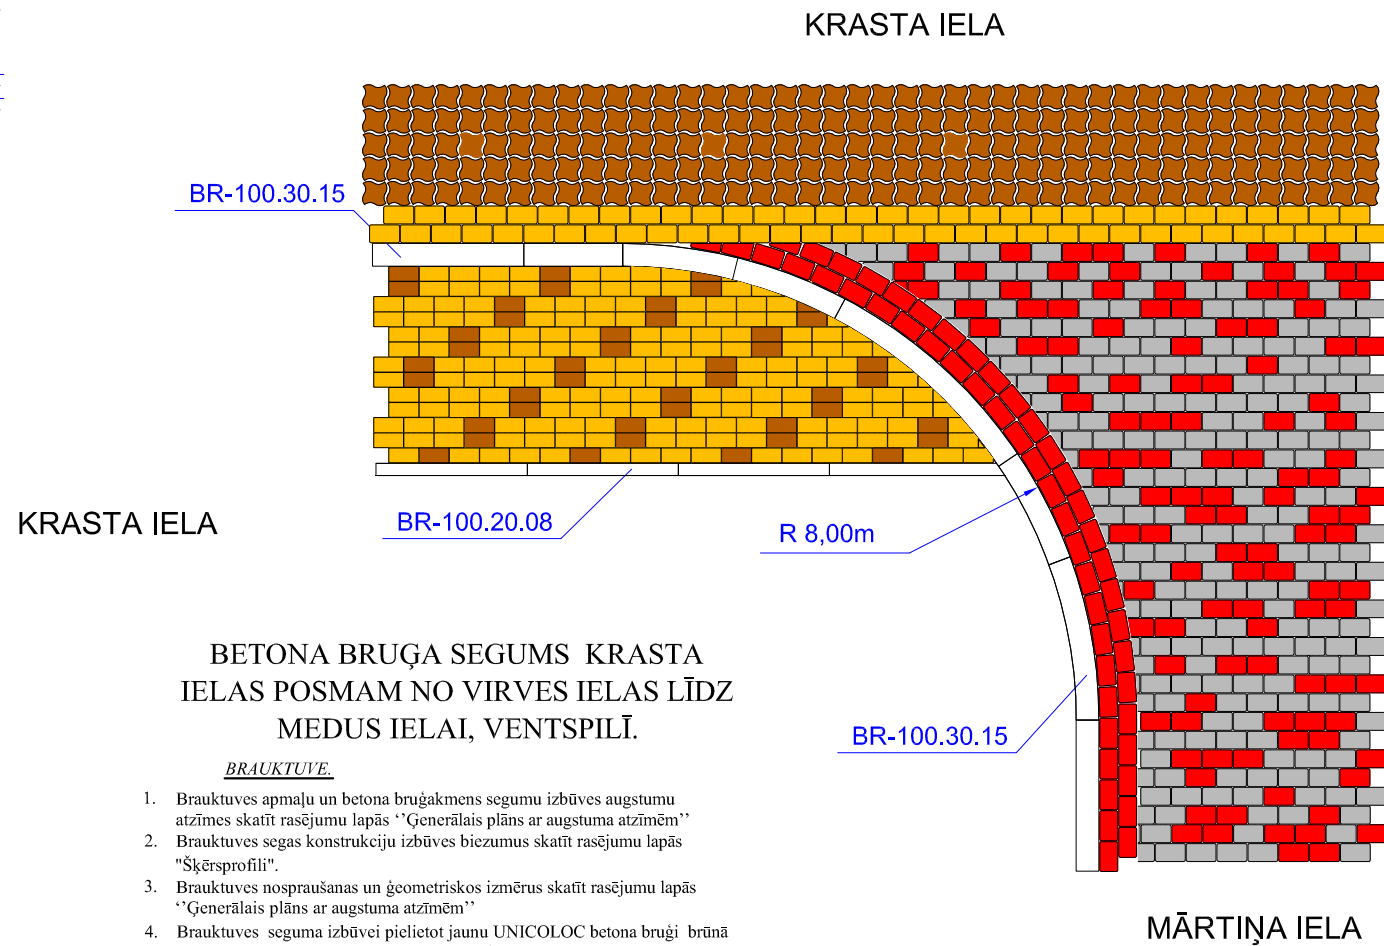 KRASTA IELA
BR-100.30.15
KRASTA IELA
BR-100.20.08
R 8,00m
BR-100.30.15
BETONA BRUĢA SEGUMS KRASTA
IELAS POSMAM NO VIRVES IELAS LĪDZ
MEDUS IELAI, VENTSPILĪ.
BRAUKTUVE.
1. Brauktuves apmaļu un betona bruģakmens segumu izbūves augstumu
atzīmes skatīt rasējumu lapās ‘’Ģenerālais plāns ar augstuma atzīmēm’’
2. Brauktuves segas konstrukciju izbūves biezumus skatīt rasējumu lapās
"Šķērsprofili".
3. Brauktuves nospraušanas un ģeometriskos izmērus skatīt rasējumu lapās
‘’Ģenerālais plāns ar augstuma atzīmēm’’
4. Brauktuves seguma izbūvei pielietot jaunu UNICOLOC betona bruģi brūnā
MĀRTIŅA IELA